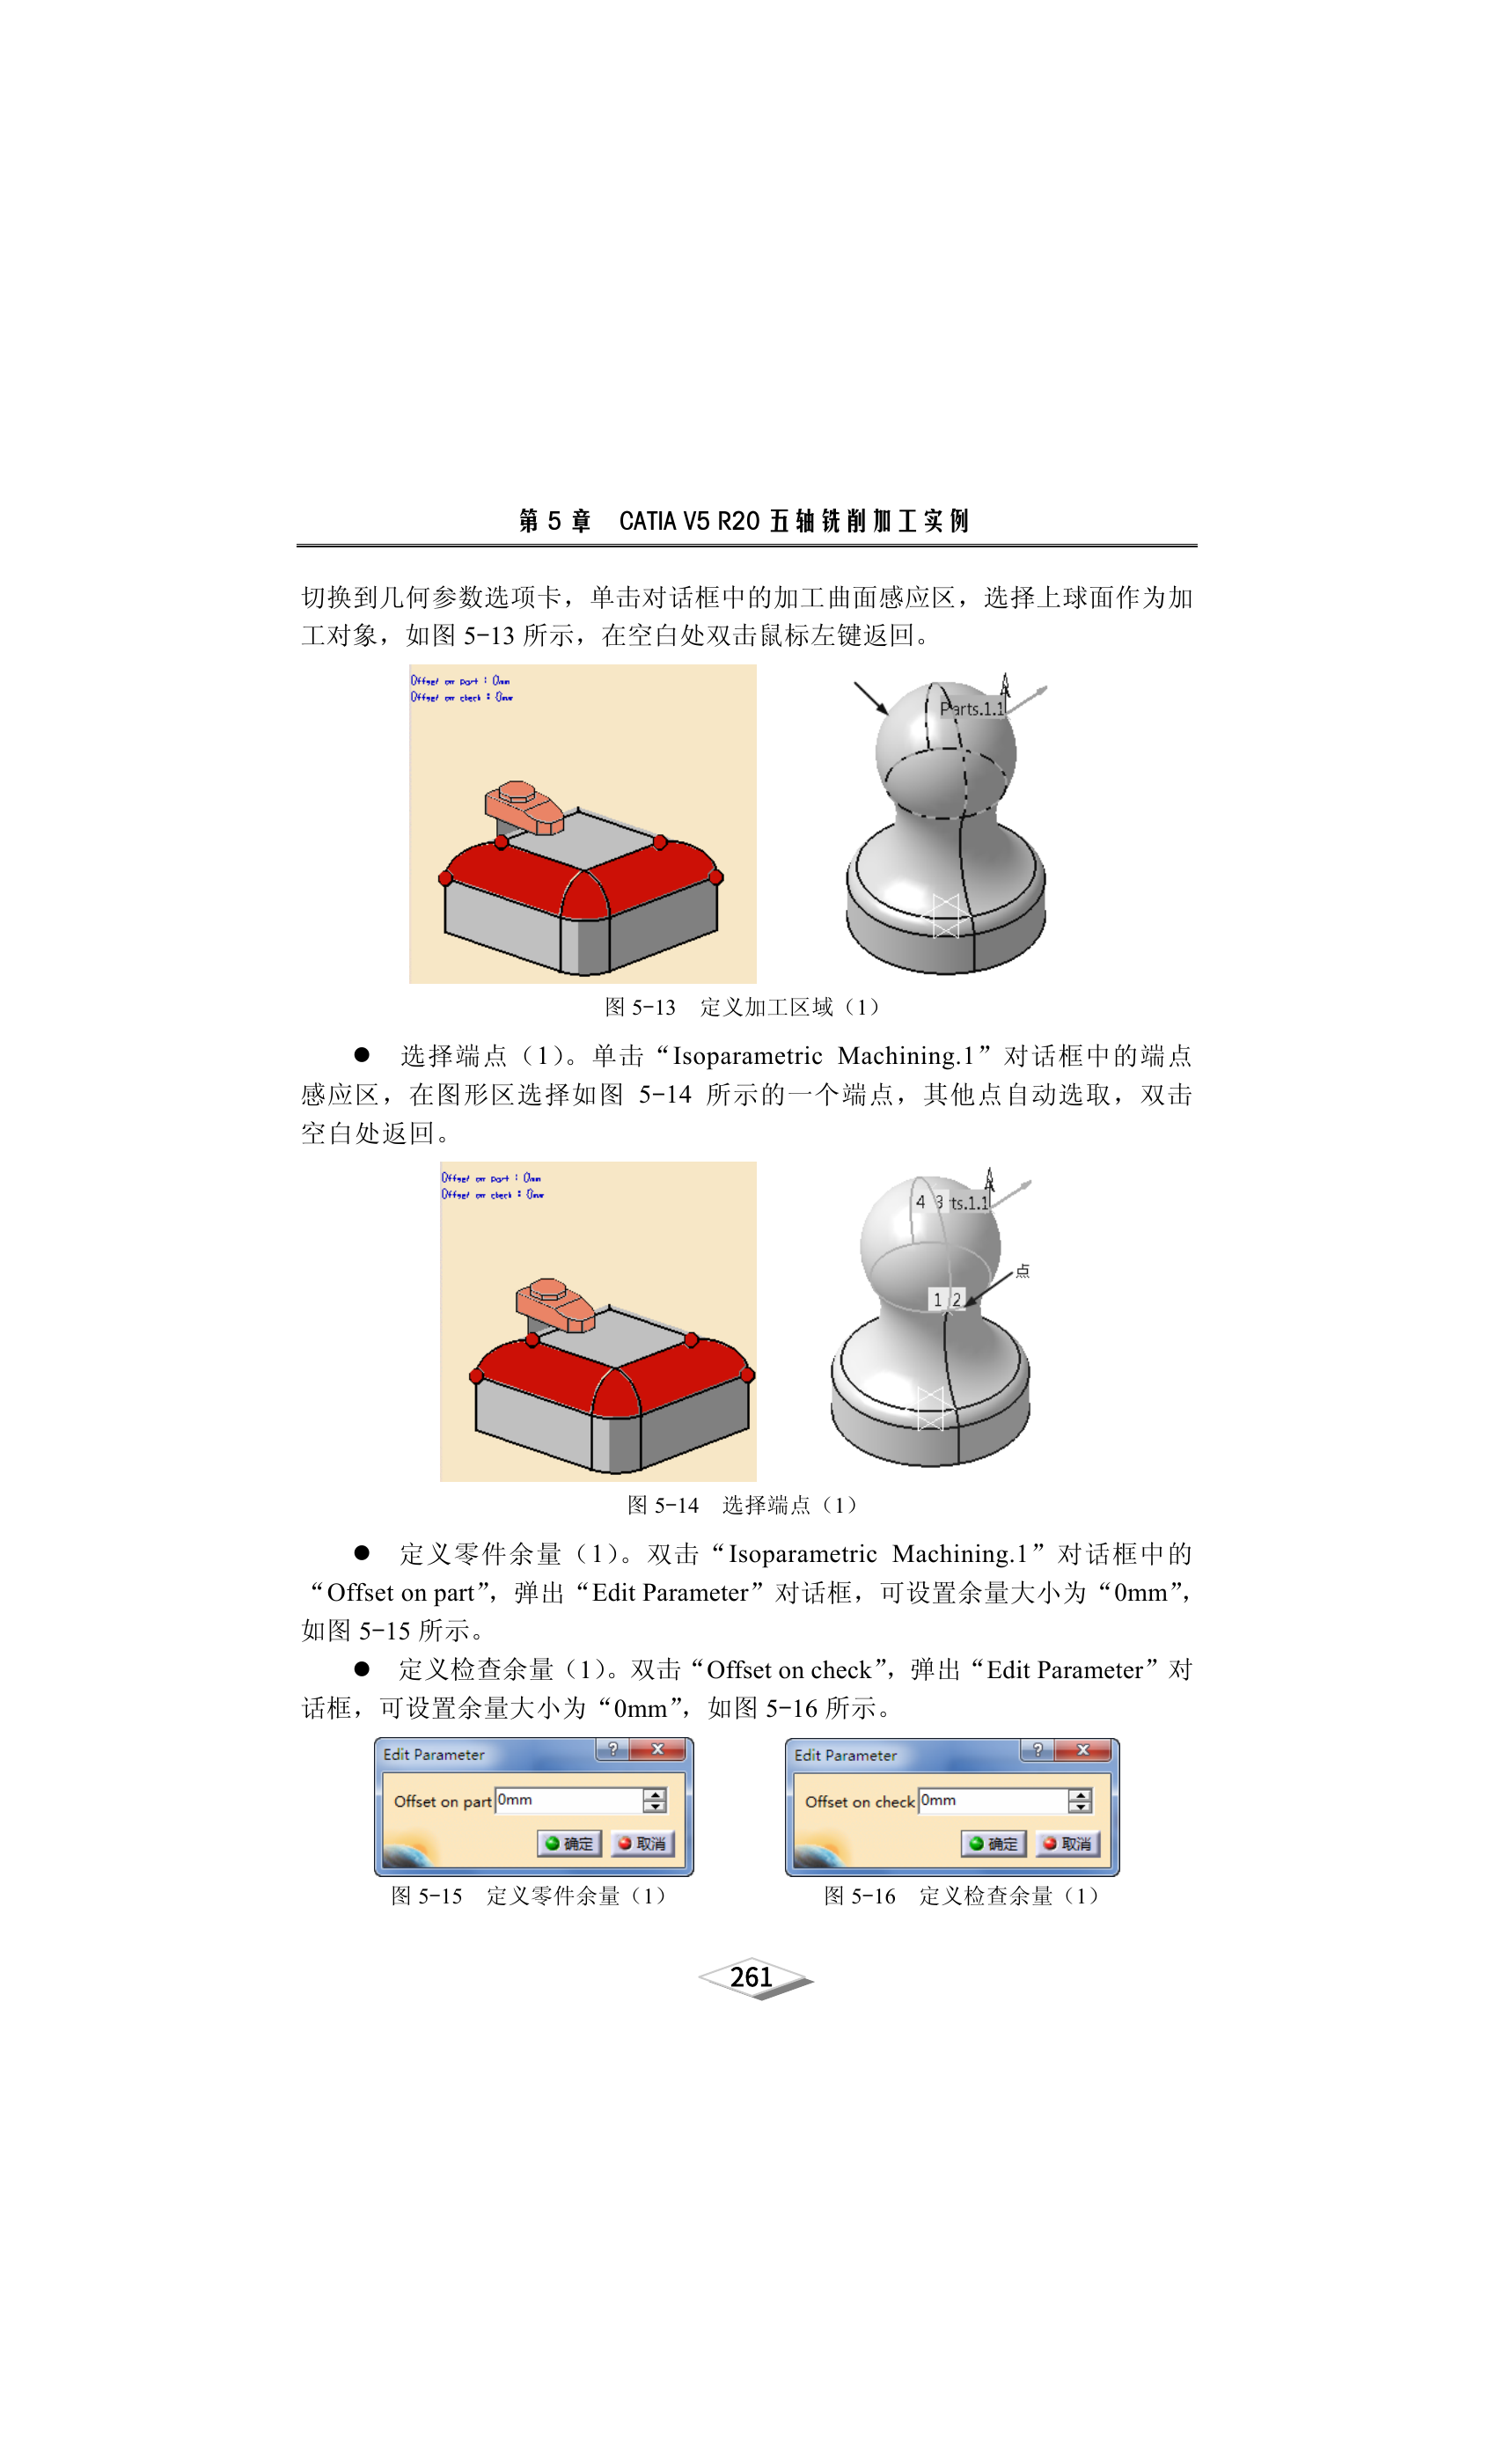 第 5 章 CATIA V5 R20 五轴铣削加工实例
切换到几何参数选项卡，单击对话框中的加工曲面感应区，选择上球面作为加
工对象，如图 5-13 所示，在空白处双击鼠标左键返回。
Offset on part : 0mm
Offset on check : 0mm
Parts.1.1
图 5-13 定义加工区域（1）
● 选择端点（1）。单击“Isoparametric Machining.1”对话框中的端点
感应区，在图形区选择如图 5-14 所示的一个端点，其他点自动选取，双击
空白处返回。
Offset on part : 0mm
Offset on check : 0mm
4 3 ts.1.1
点
1 2
图 5-14 选择端点（1）
● 定义零件余量（1）。双击“Isoparametric Machining.1”对话框中的
“Offset on part”，弹出“Edit Parameter”对话框，可设置余量大小为“0mm”，
如图 5-15 所示。
● 定义检查余量（1）。双击“Offset on check”，弹出“Edit Parameter”对
话框，可设置余量大小为“0mm”，如图 5-16 所示。
Edit Parameter
Offset on part 0mm
确定 取消
图 5-15 定义零件余量（1）
Edit Parameter
Offset on check 0mm
确定 取消
图 5-16 定义检查余量（1）
261